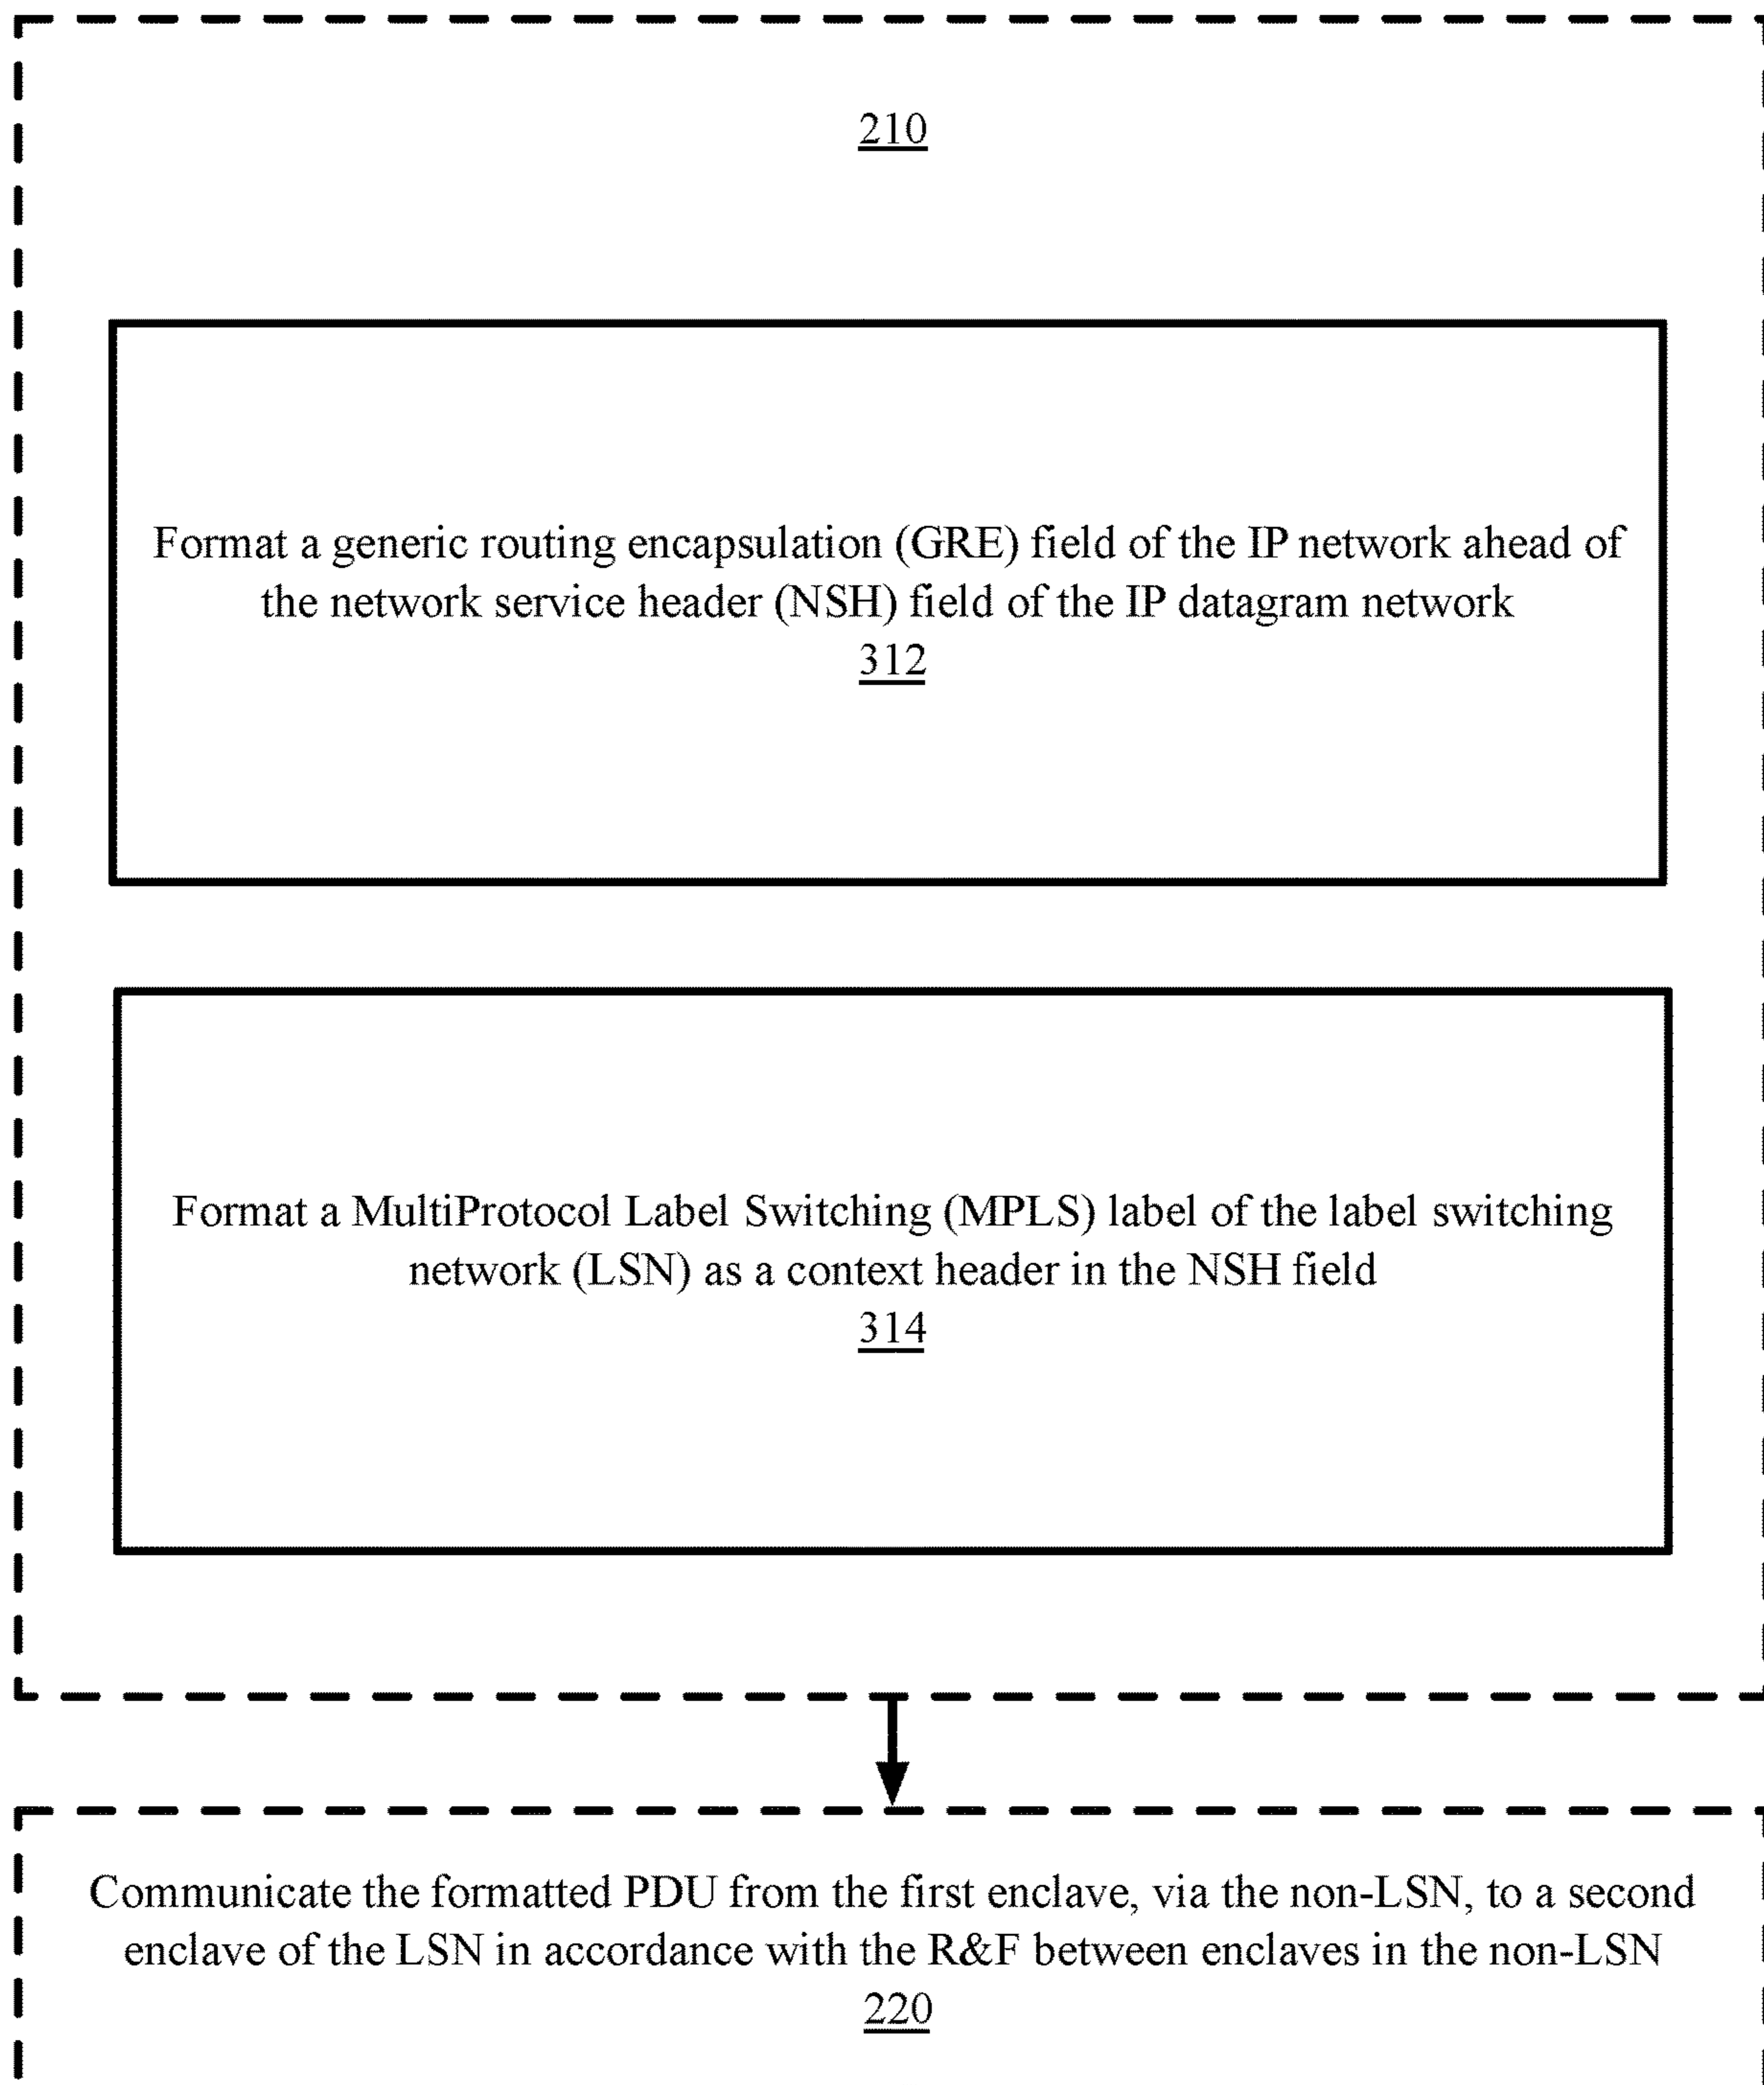 210
Format a generic routing encapsulation (GRE) field of the IP network ahead of
the network service header (NSH) field of the IP datagram network
312
Format a MultiProtocol Label Switching (MPLS) label of the label switching
network (LSN) as a context header in the NSH field
314
Communicate the formatted PDU from the first enclave, via the non-LSN, to a second
enclave of the LSN in accordance with the R&F between enclaves in the non-LSN
220